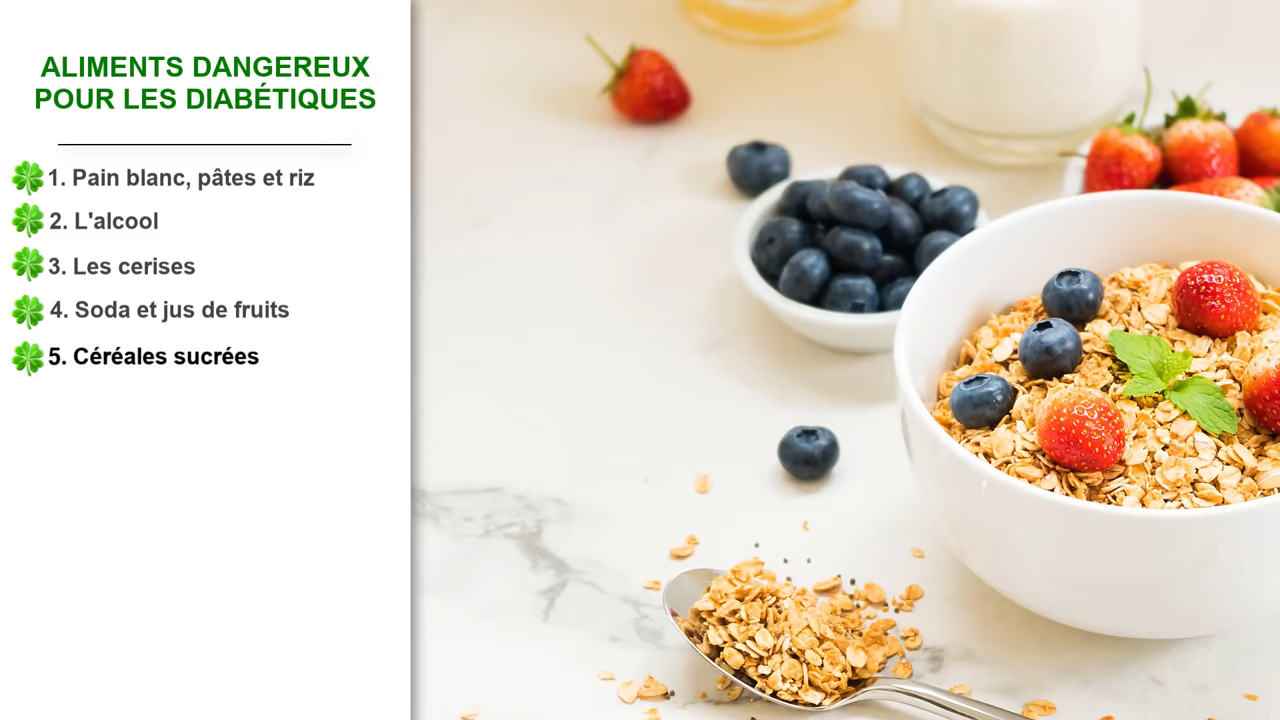 ALIMENTS DANGEREUX
POUR LES DIABÉTIQUES
1. Pain blanc, pâtes et riz
2. L'alcool
3. Les cerises
4. Soda et jus de fruits
5. Céréales sucrées